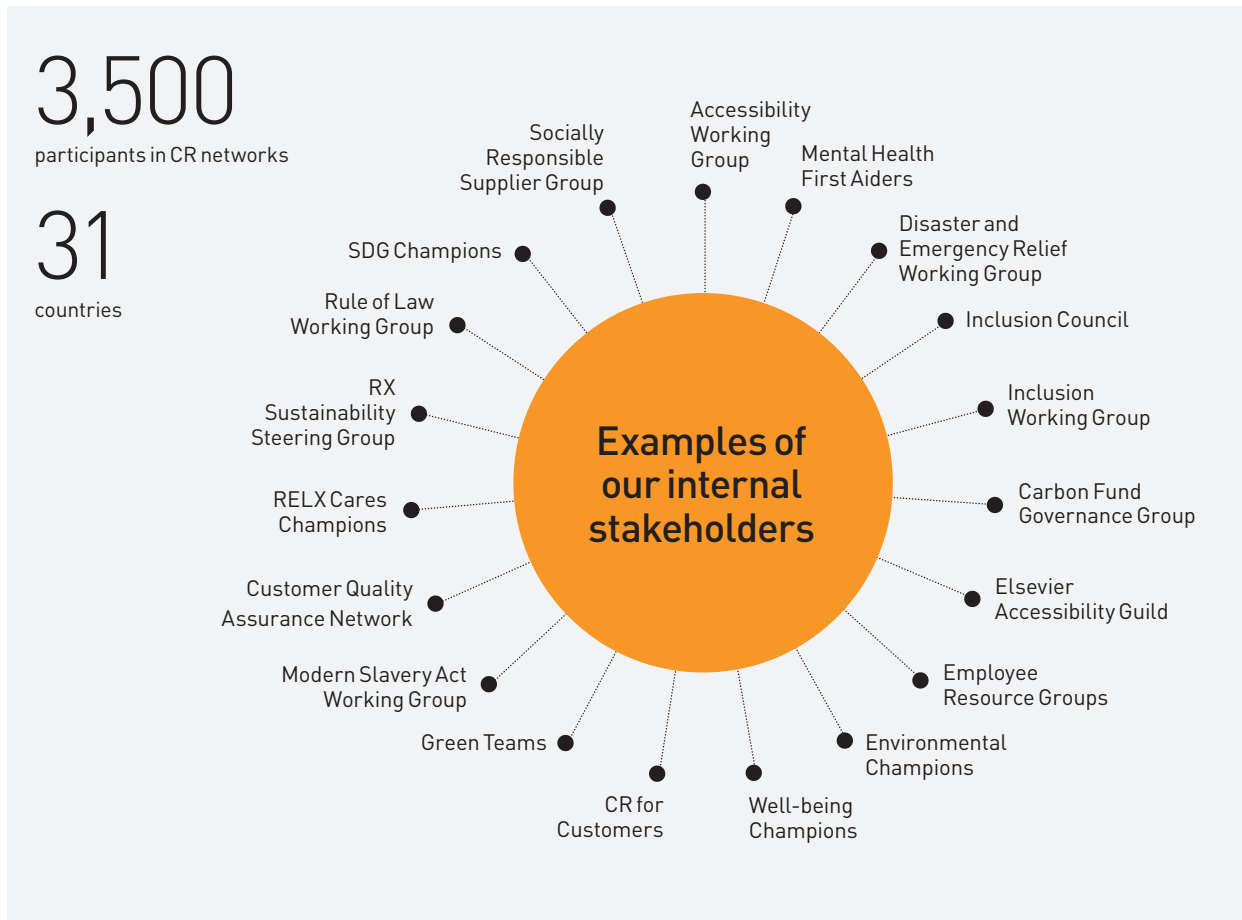 3,500
participants in CR networks
31
countries
Accessibility
Working
Group
Mental Health
First Aiders
Disaster and
Emergency Relief
Working Group
Inclusion Council
Inclusion
Working Group
Carbon Fund
Governance Group
Elsevier
Accessibility Guild
Employee
Resource Groups
Environmental
Champions
Well-being
Champions
CR for
Customers
Green Teams
Modern Slavery Act
Working Group
Customer Quality
Assurance Network
RELX Cares
Champions
RX
Sustainability
Steering Group
Rule of Law
Working Group
SDG Champions
Socially
Responsible
Supplier Group
Examples of
our internal
stakeholders